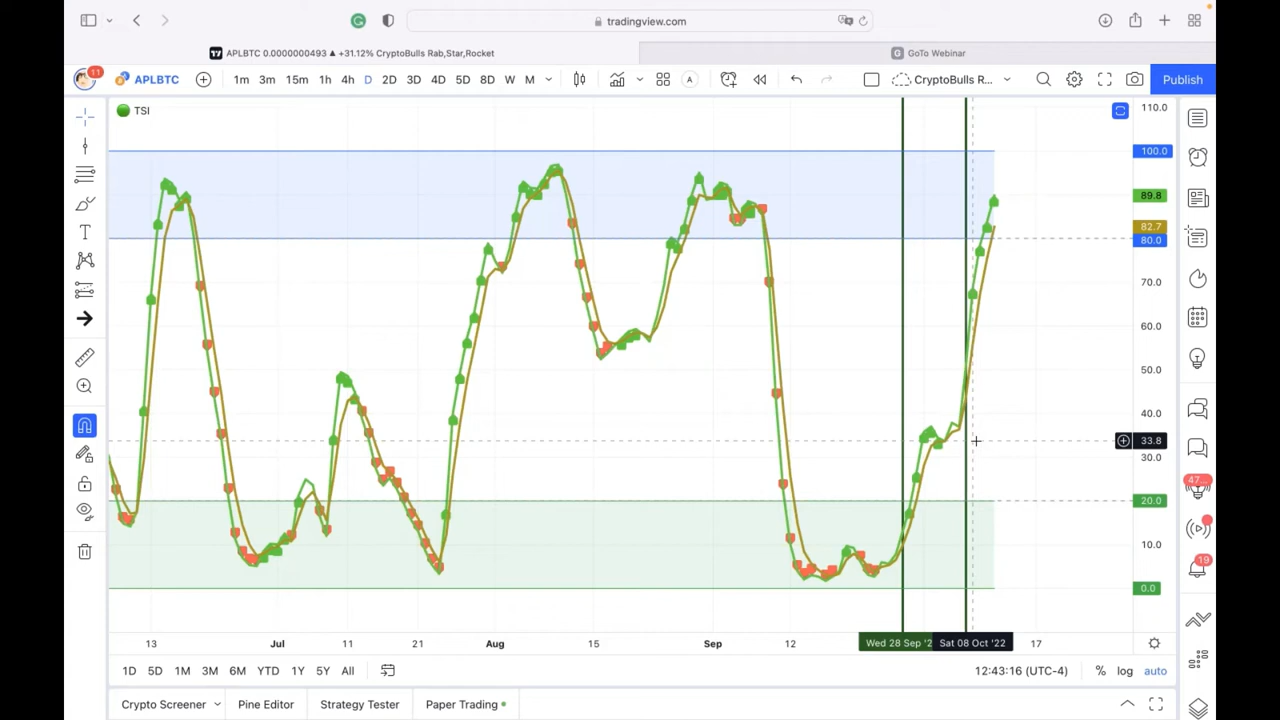 tradingview.com
APLBTC 0.0000000493 ▲ +31.12% CryptoBulls Rab,Star,Rocket
G GoTo Webinar
11 APLBTC 1m 3m 15m 1h 4h D 2D 3D 4D 5D 8D W M A CryptoBulls R... Publish
TSI
110.0
100.0
89.8
82.7
80.0
70.0
60.0
50.0
40.0
33.8
30.0
20.0
10.0
0.0
47...
19
T
13 Jul 11 21 Aug 15 Sep 12 Wed 28 Sep '2 Sat 08 Oct '22 17
1D 5D 1M 3M 6M YTD 1Y 5Y All 12:43:16 (UTC-4) % log auto
Crypto Screener Pine Editor Strategy Tester Paper Trading